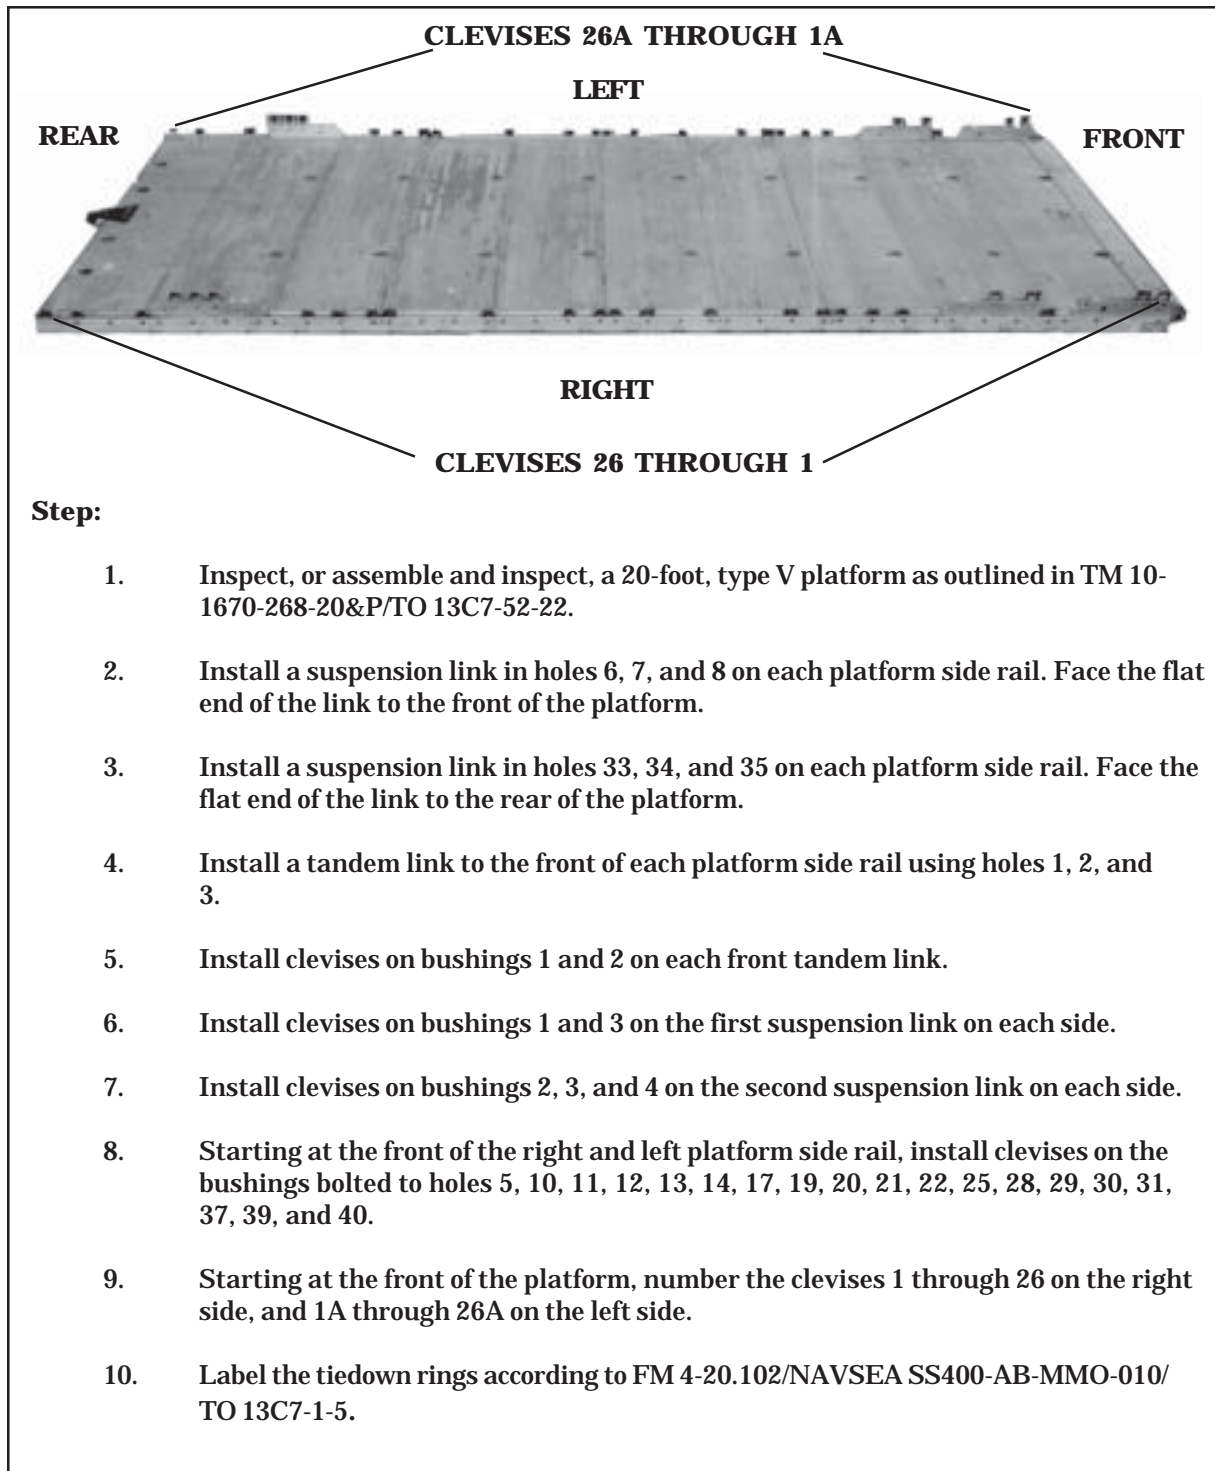 CLEVISES 26A THROUGH 1A
LEFT
REAR
FRONT
RIGHT
CLEVISES 26 THROUGH 1
Step:
1. Inspect, or assemble and inspect, a 20-foot, type V platform as outlined in TM 10-
1670-268-20&P/TO 13C7-52-22.
2. Install a suspension link in holes 6, 7, and 8 on each platform side rail. Face the flat
end of the link to the front of the platform.
3. Install a suspension link in holes 33, 34, and 35 on each platform side rail. Face the
flat end of the link to the rear of the platform.
4. Install a tandem link to the front of each platform side rail using holes 1, 2, and
3.
5. Install clevises on bushings 1 and 2 on each front tandem link.
6. Install clevises on bushings 1 and 3 on the first suspension link on each side.
7. Install clevises on bushings 2, 3, and 4 on the second suspension link on each side.
8. Starting at the front of the right and left platform side rail, install clevises on the
bushings bolted to holes 5, 10, 11, 12, 13, 14, 17, 19, 20, 21, 22, 25, 28, 29, 30, 31,
37, 39, and 40.
9. Starting at the front of the platform, number the clevises 1 through 26 on the right
side, and 1A through 26A on the left side.
10. Label the tiedown rings according to FM 4-20.102/NAVSEA SS400-AB-MMO-010/
TO 13C7-1-5.